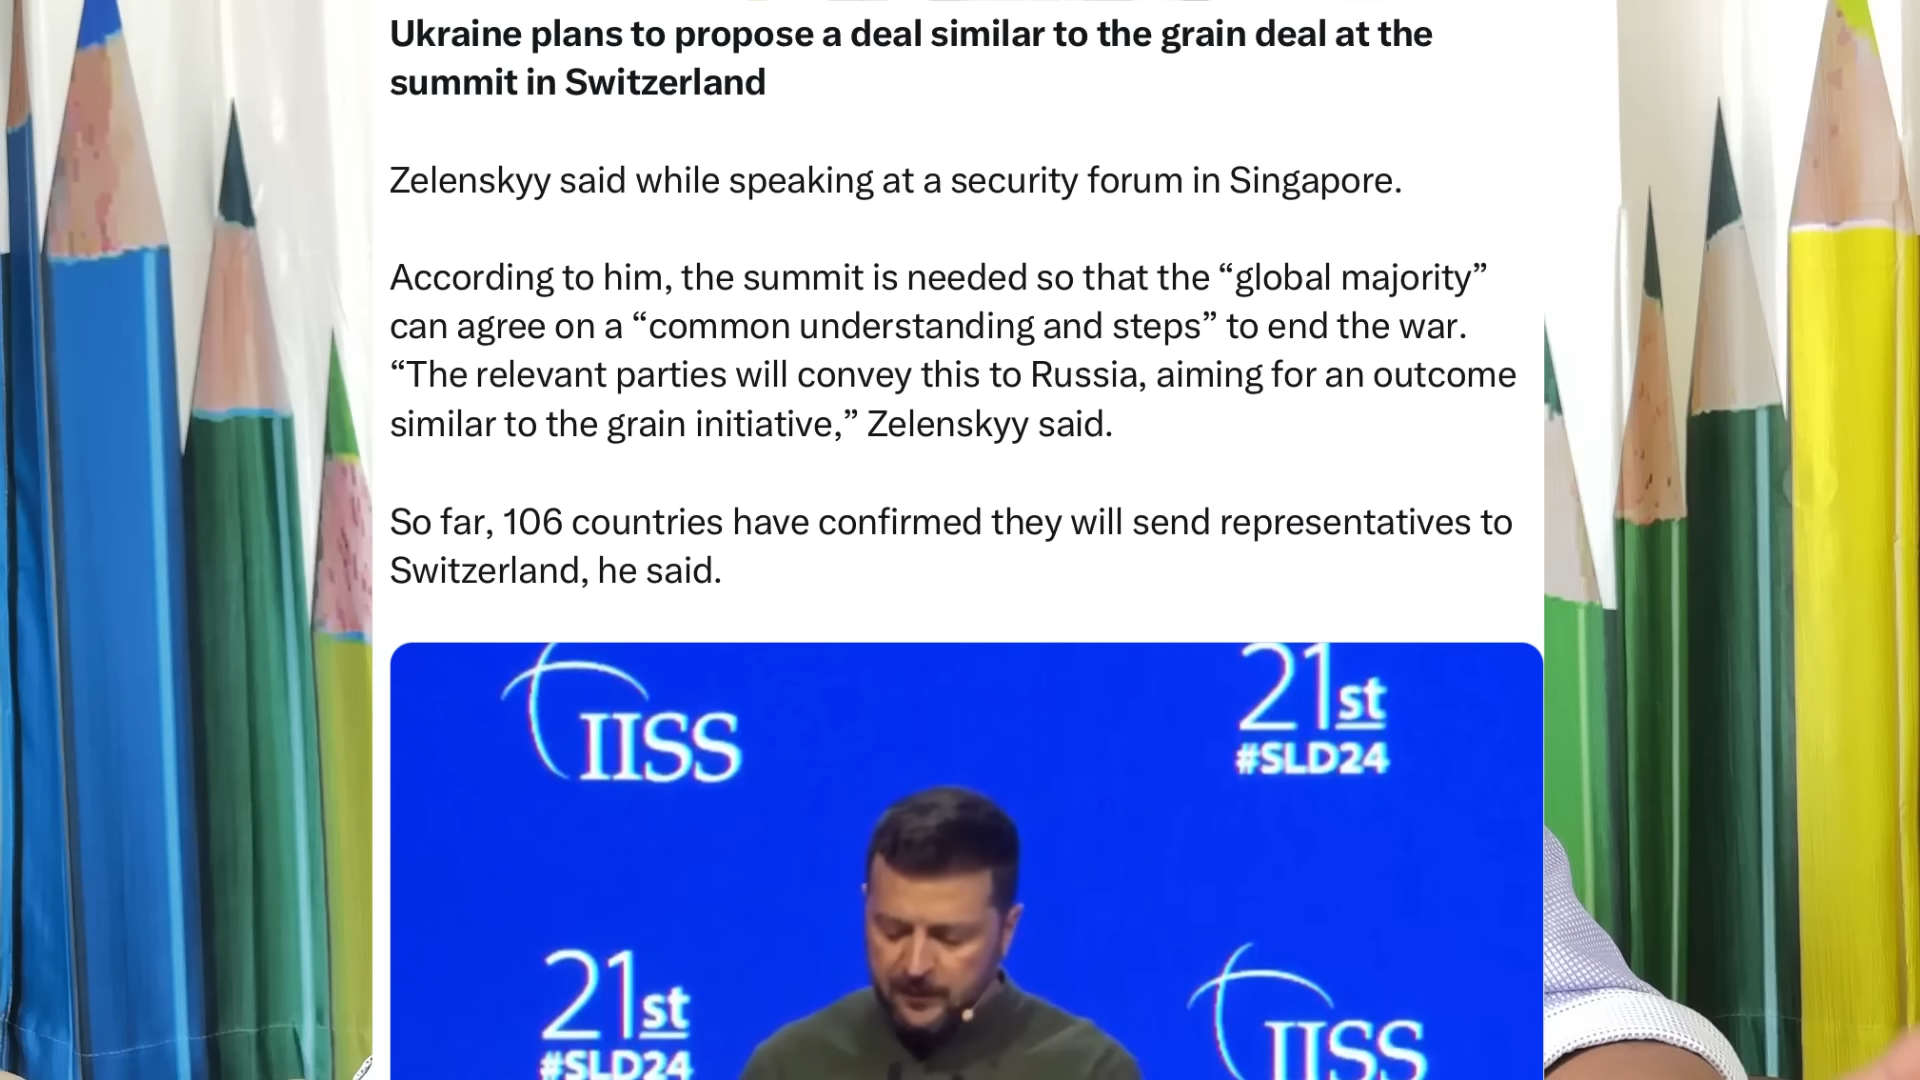 Ukraine plans to propose a deal similar to the grain deal at the
summit in Switzerland
Zelenskyy said while speaking at a security forum in Singapore.
According to him, the summit is needed so that the “global majority”
can agree on a “common understanding and steps” to end the war.
“The relevant parties will convey this to Russia, aiming for an outcome
similar to the grain initiative,” Zelenskyy said.
So far, 106 countries have confirmed they will send representatives to
Switzerland, he said.
IISS
21st
#SLD24
21st
#SLD24
IISS